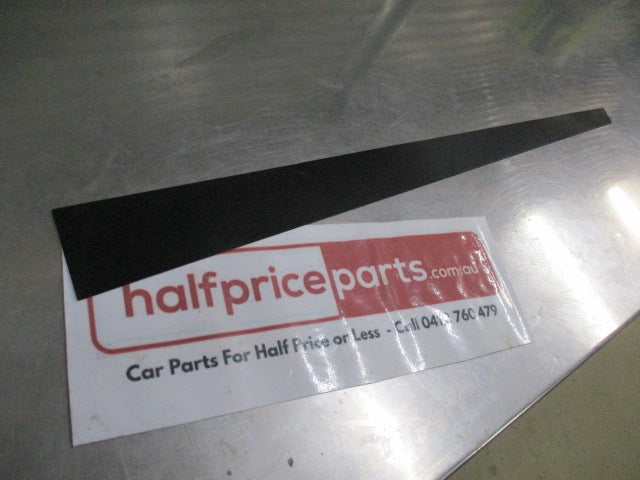 halfpriceparts.com.au
Car Parts For Half Price or Less - Call 760 479